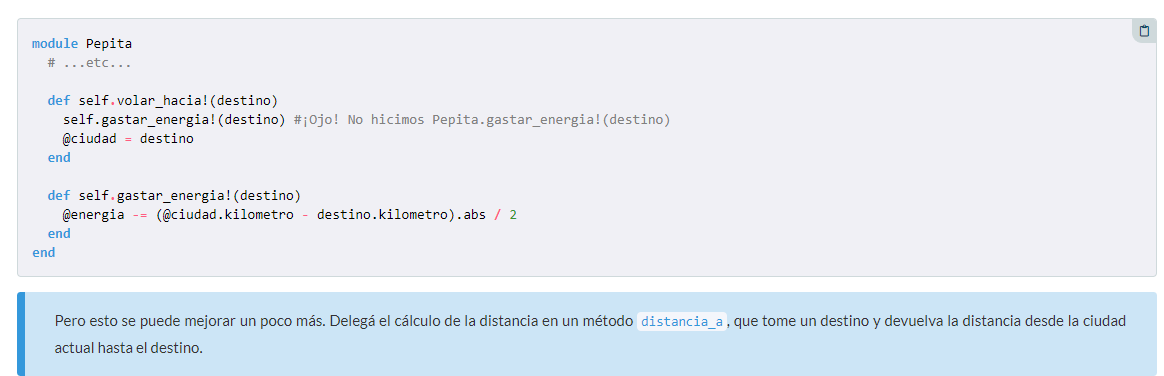 module Pepita
  # ...etc...

  def self.volar_hacia!(destino)
    self.gastar_energia!(destino) #¡Ojo! No hicimos Pepita.gastar_energia!(destino)
    @ciudad = destino
  end

  def self.gastar_energia!(destino)
    @energia -= (@ciudad.kilometro - destino.kilometro).abs / 2
  end
end
Pero esto se puede mejorar un poco más. Delegá el cálculo de la distancia en un método distancia_a, que tome un destino y devuelva la distancia desde la ciudad
actual hasta el destino.